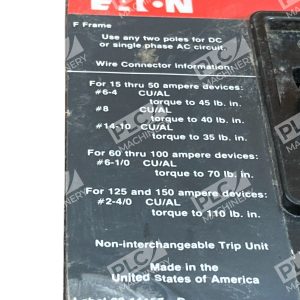 EATON
F Frame
Use any two poles for DC
or single phase AC circuit
Wire Connector Information:
For 15 thru 50 ampere devices:
#6-4 CU/AL
torque to 45 lb. in.
#8 CU/AL
torque to 40 lb. in.
#14-10 CU/AL
torque to 35 lb. in.
For 60 thru 100 ampere devices:
#6-1/0 CU/AL
torque to 70 lb. in.
For 125 and 150 ampere devices:
#2-4/0 CU/AL
torque to 110 lb. in.
Non-interchangeable Trip Unit
Made in the
United States of America